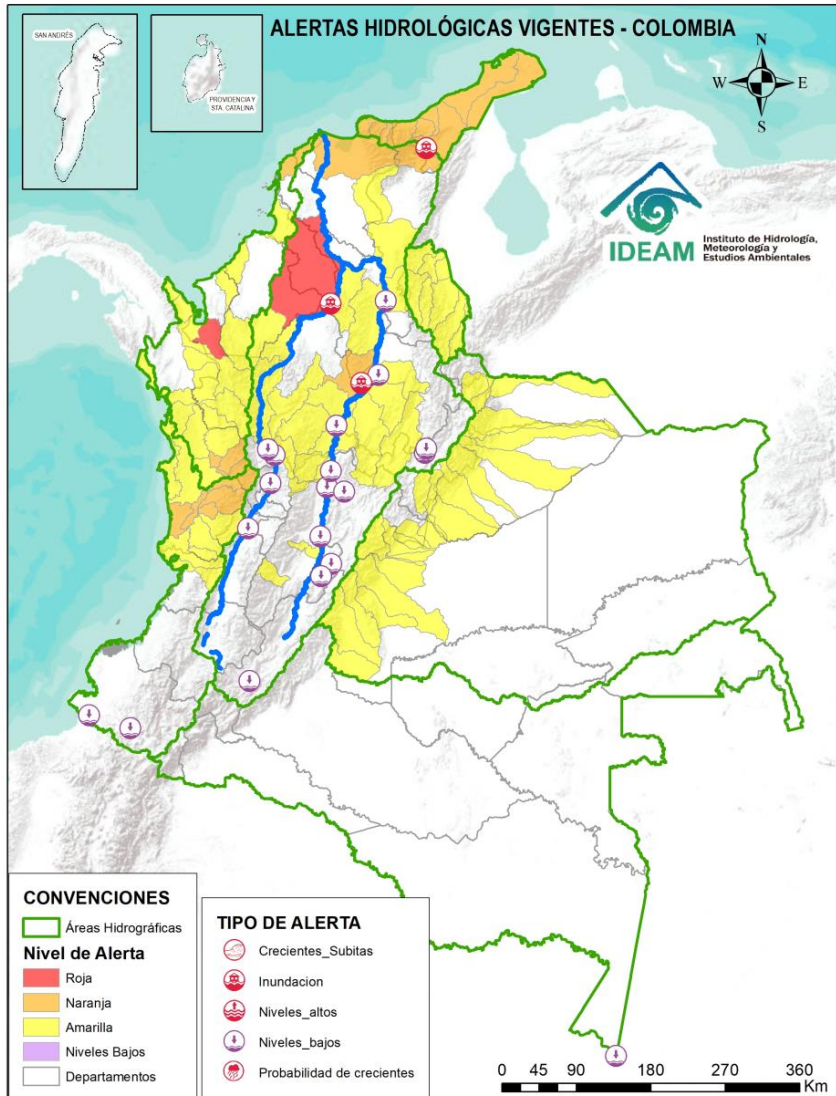 ALERTAS HIDROLÓGICAS VIGENTES - COLOMBIA
SAN ANDRÉS
PROVIDENCIA Y
STA. CATALINA
N
W
E
S
IDEAM
Instituto de Hidrología,
Meteorología y
Estudios Ambientales
CONVENCIONES
Áreas Hidrográficas
Nivel de Alerta
Roja
Naranja
Amarilla
Niveles Bajos
Departamentos
TIPO DE ALERTA
Crecientes_Subitas
Inundacion
Niveles_altos
Niveles_bajos
Probabilidad de crecientes
0 45 90 180 270 360
Km